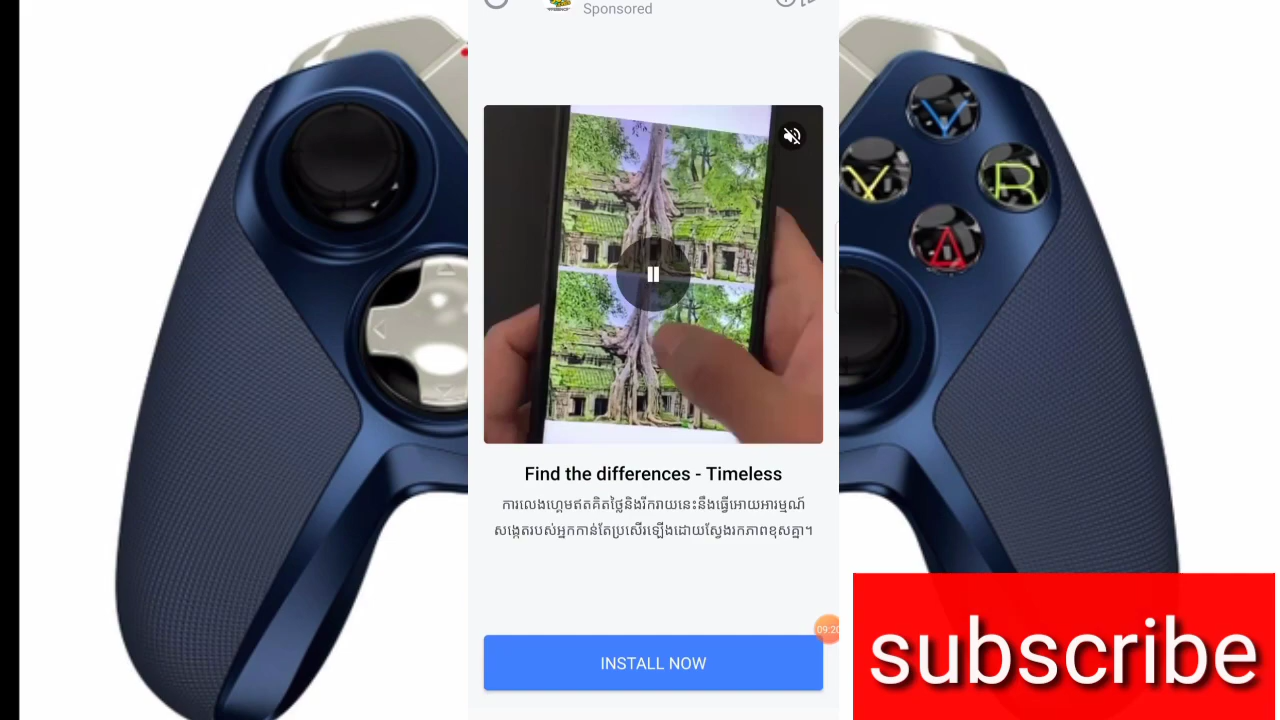 Sponsored
Find the differences - Timeless
ការលេងហ្គេមឥតគិតថ្លៃនិងរីករាយនេះនឹងធ្វើអោយអារម្មណ៍
សង្កេតរបស់អ្នកកាន់តែប្រសើរឡើងដោយស្វែងរកភាពខុសគ្នា។
09:20
INSTALL NOW
subscribe
Y
Y
B
A